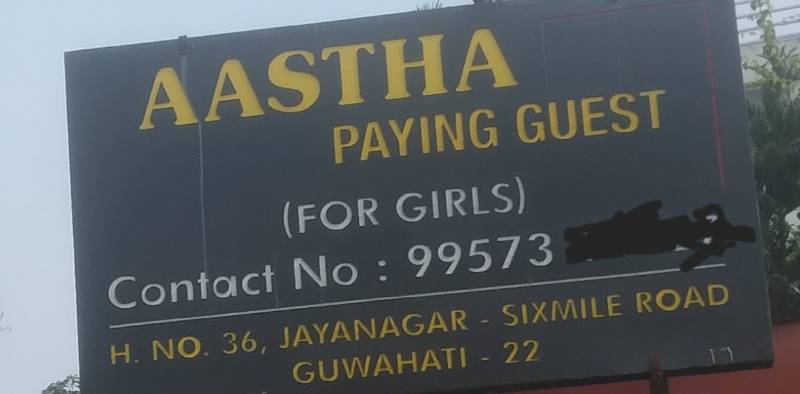 AASTHA
PAYING GUEST
(FOR GIRLS)
Contact No : 99573
H. NO. 36, JAYANAGAR - SIXMILE ROAD
GUWAHATI - 22